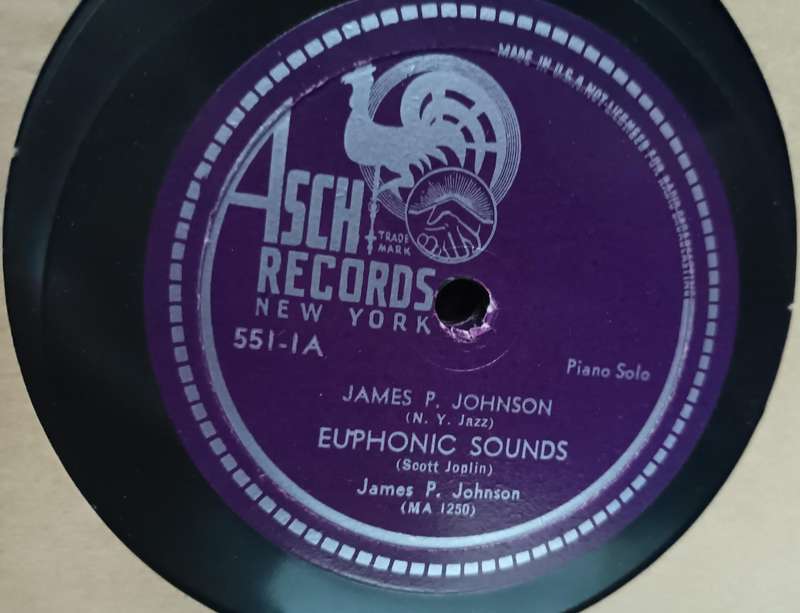 MADE IN U.S.A. NOT LICENSED FOR RADIO BROADCASTING
ASCH
TRADE
MARK
RECORDS
NEW YORK
551-1A
Piano Solo
JAMES P. JOHNSON
(N. Y. Jazz)
EUPHONIC SOUNDS
(Scott Joplin)
James P. Johnson
(MA 1250)